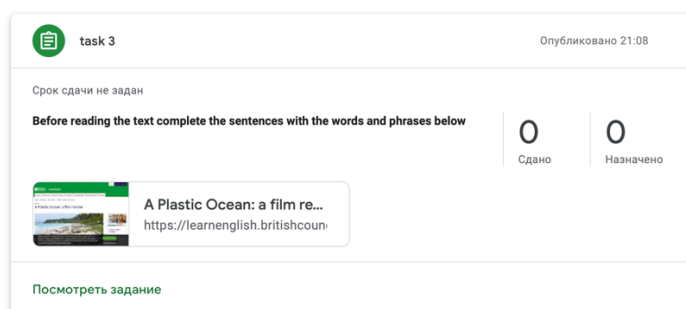 task 3
Опубликовано 21:08
Срок сдачи не задан
Before reading the text complete the sentences with the words and phrases below
0
Сдано
0
Назначено
A Plastic Ocean: a film re...
https://learnenglish.britishcoun
Посмотреть задание